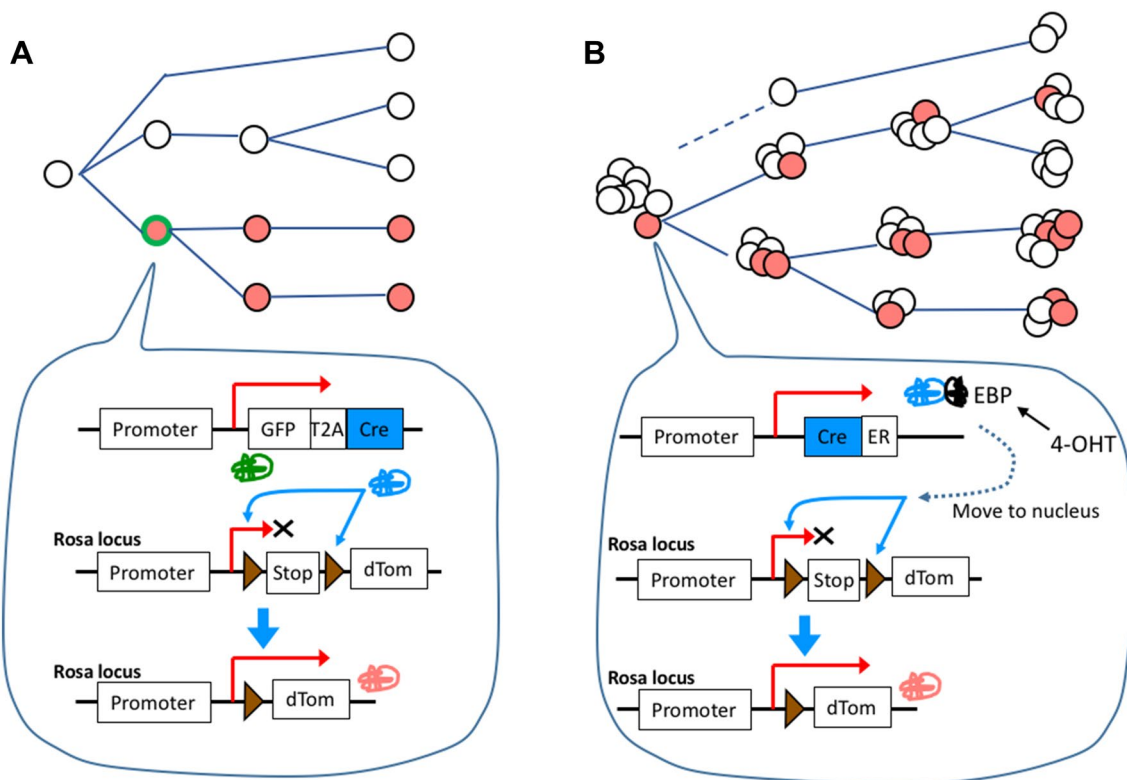 A
Promoter GFP T2A Cre
Rosa locus
Promoter Stop dTom
Rosa locus
Promoter dTom
B
EBP
Promoter Cre ER
4-OHT
Move to nucleus
Rosa locus
Promoter Stop dTom
Rosa locus
Promoter dTom